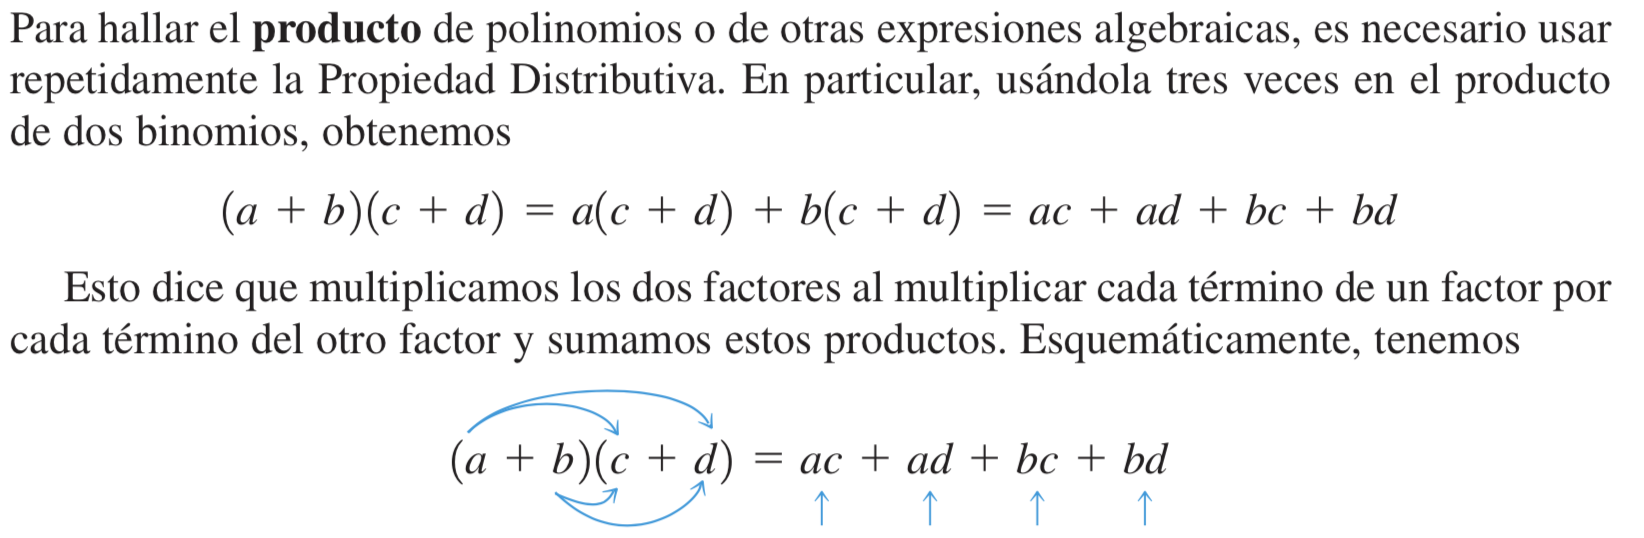 Para hallar el producto de polinomios o de otras expresiones algebraicas, es necesario usar
repetidamente la Propiedad Distributiva. En particular, usándola tres veces en el producto
de dos binomios, obtenemos
(a + b)(c + d) = a(c + d) + b(c + d) = ac + ad + bc + bd
Esto dice que multiplicamos los dos factores al multiplicar cada término de un factor por
cada término del otro factor y sumamos estos productos. Esquemáticamente, tenemos
(a + b)(c + d) = ac + ad + bc + bd
↑ ↑ ↑ ↑